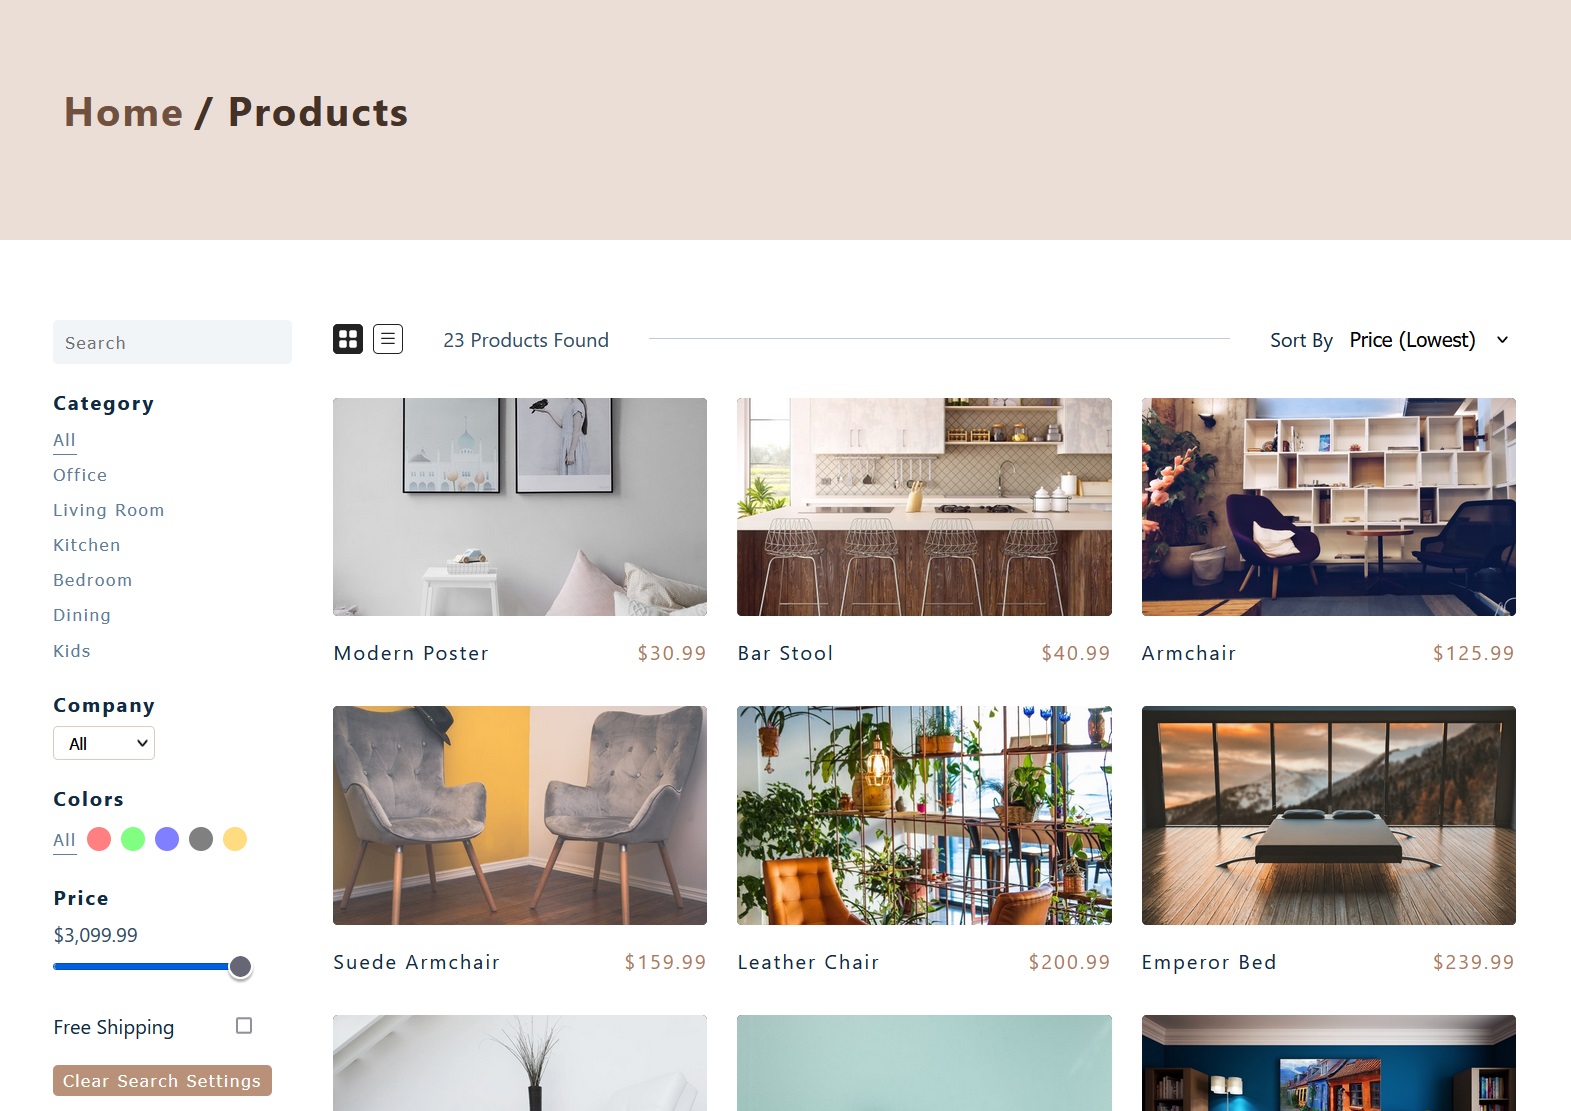 Home / Products
Search
23 Products Found
Sort By Price (Lowest)
Category
All
Office
Living Room
Kitchen
Bedroom
Dining
Kids
Company
All
Colors
All
Price
$3,099.99
Free Shipping
Clear Search Settings
Modern Poster $30.99
Bar Stool $40.99
Armchair $125.99
Suede Armchair $159.99
Leather Chair $200.99
Emperor Bed $239.99